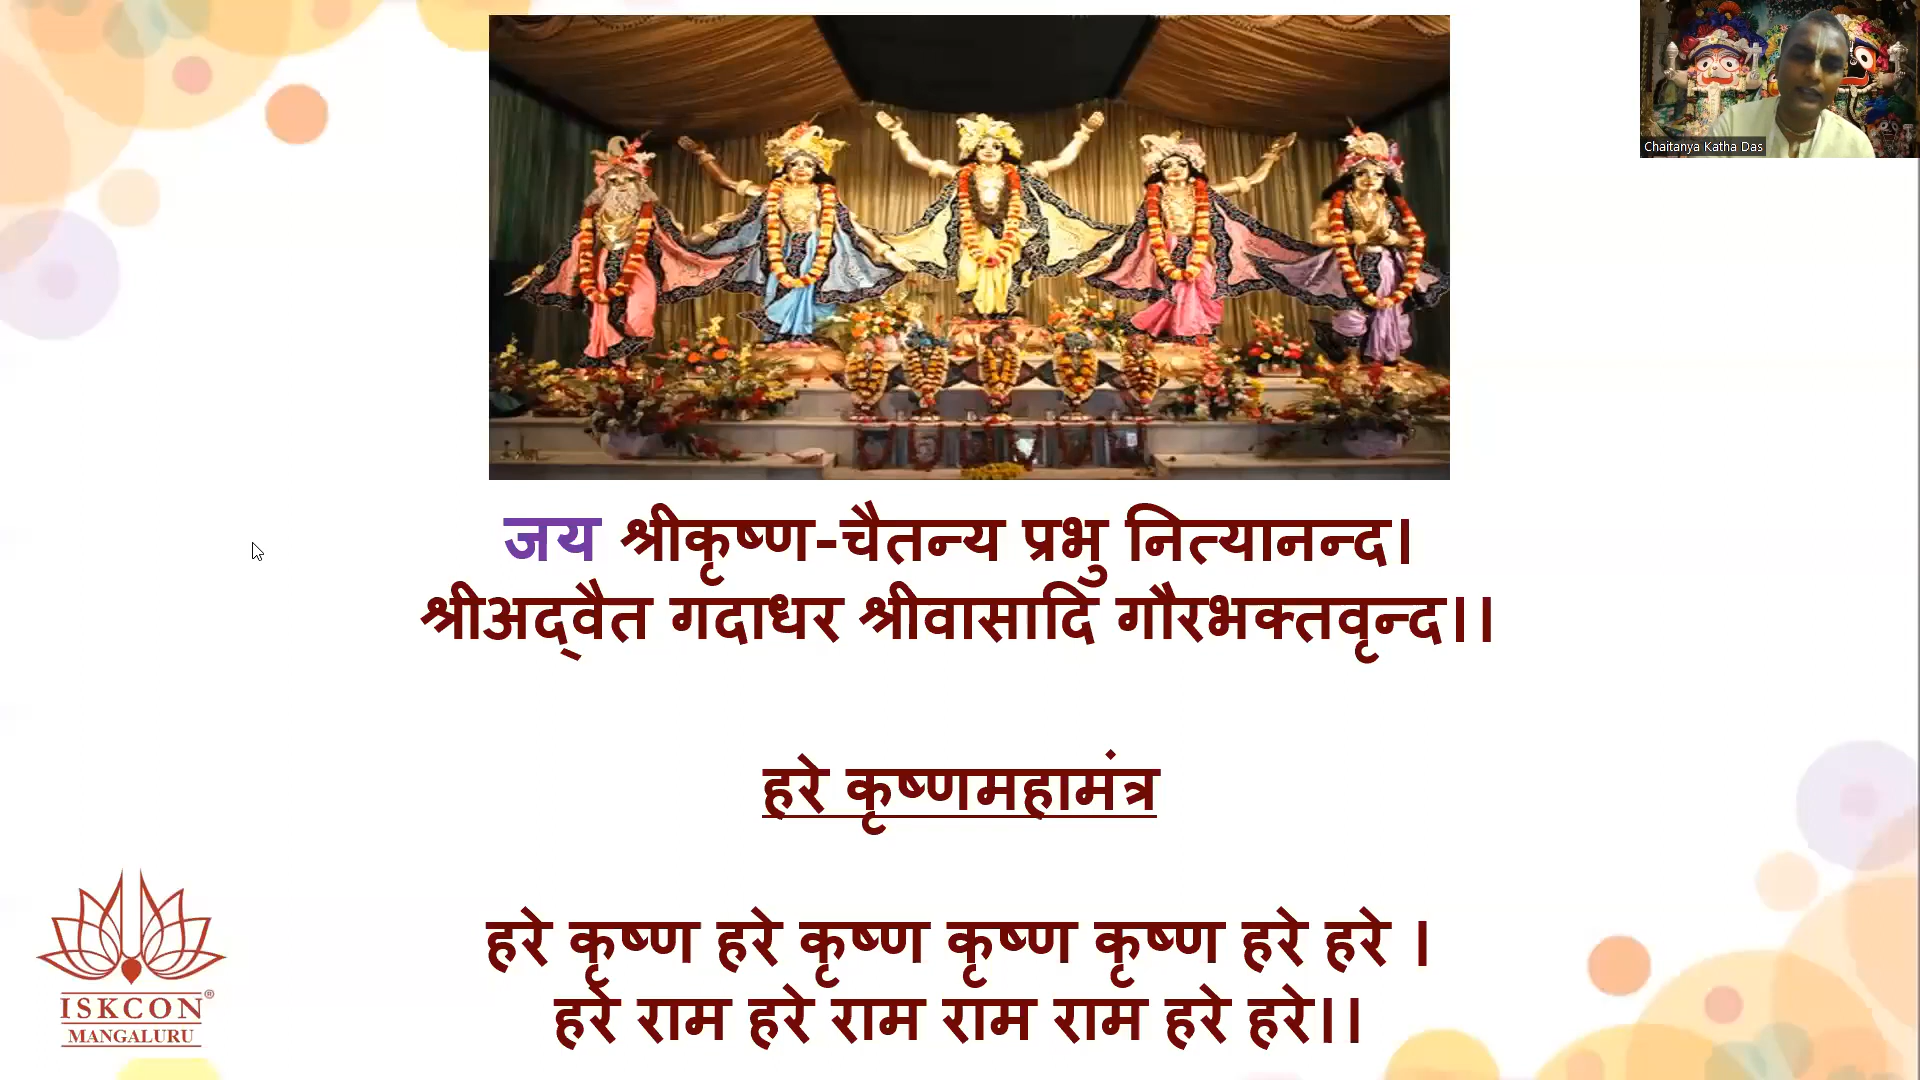 Chaitanya Katha Das
जय श्रीकृष्ण-चैतन्य प्रभु नित्यानन्द।
श्रीअद्वैत गदाधर श्रीवासादि गौरभक्तवृन्द।।
हरे कृष्णमहामंत्र
हरे कृष्ण हरे कृष्ण कृष्ण कृष्ण हरे हरे ।
हरे राम हरे राम राम राम हरे हरे।।
ISKCON®
MANGALURU